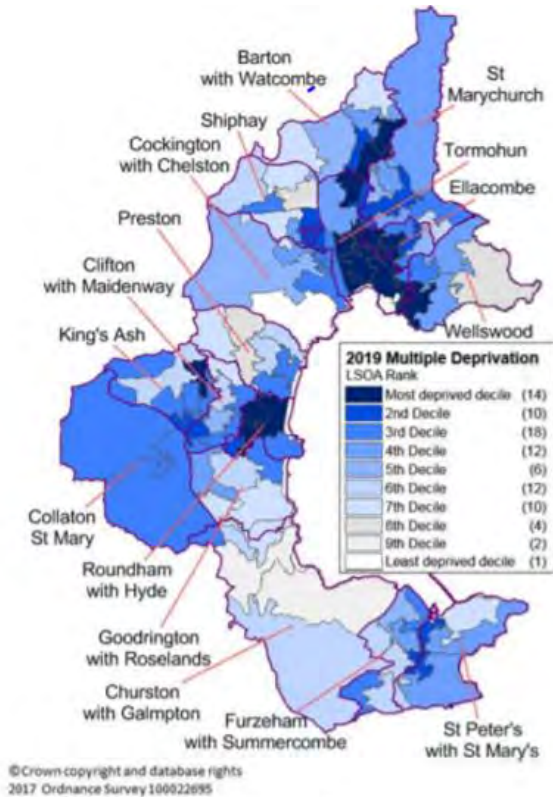 Barton
with Watcombe
St
Marychurch
Shiphay
Cockington
with Chelston
Tormohun
Ellacombe
Preston
Clifton
with Maidenway
King's Ash
Wellswood
2019 Multiple Deprivation
LSOA Rank
Most deprived decile (14)
2nd Decile (10)
3rd Decile (18)
4th Decile (12)
5th Decile (6)
6th Decile (12)
7th Decile (10)
8th Decile (4)
9th Decile (2)
Least deprived decile (1)
Collaton
St Mary
Roundham
with Hyde
Goodrington
with Roselands
Churston
with Galmpton
Furzeham
with Summercombe
St Peter's
with St Mary's
©Crown copyright and database rights
2017 Ordnance Survey 100022695